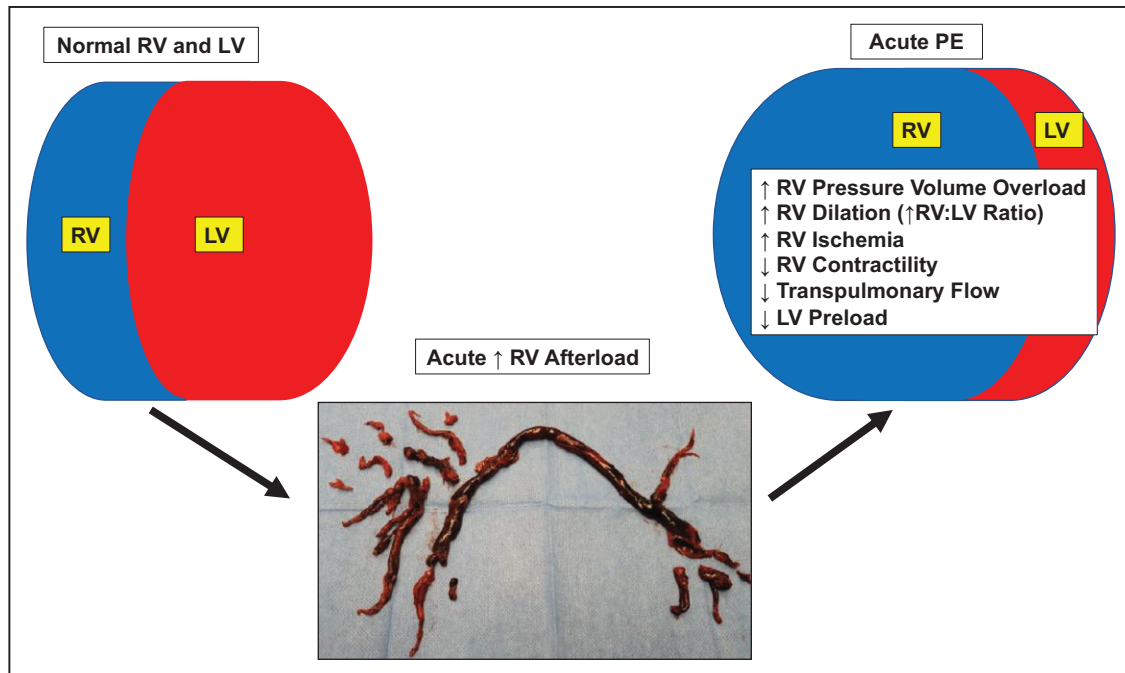 Normal RV and LV
RV
LV
Acute ↑ RV Afterload
Acute PE
RV
LV
↑ RV Pressure Volume Overload
↑ RV Dilation (↑RV:LV Ratio)
↑ RV Ischemia
↓ RV Contractility
↓ Transpulmonary Flow
↓ LV Preload